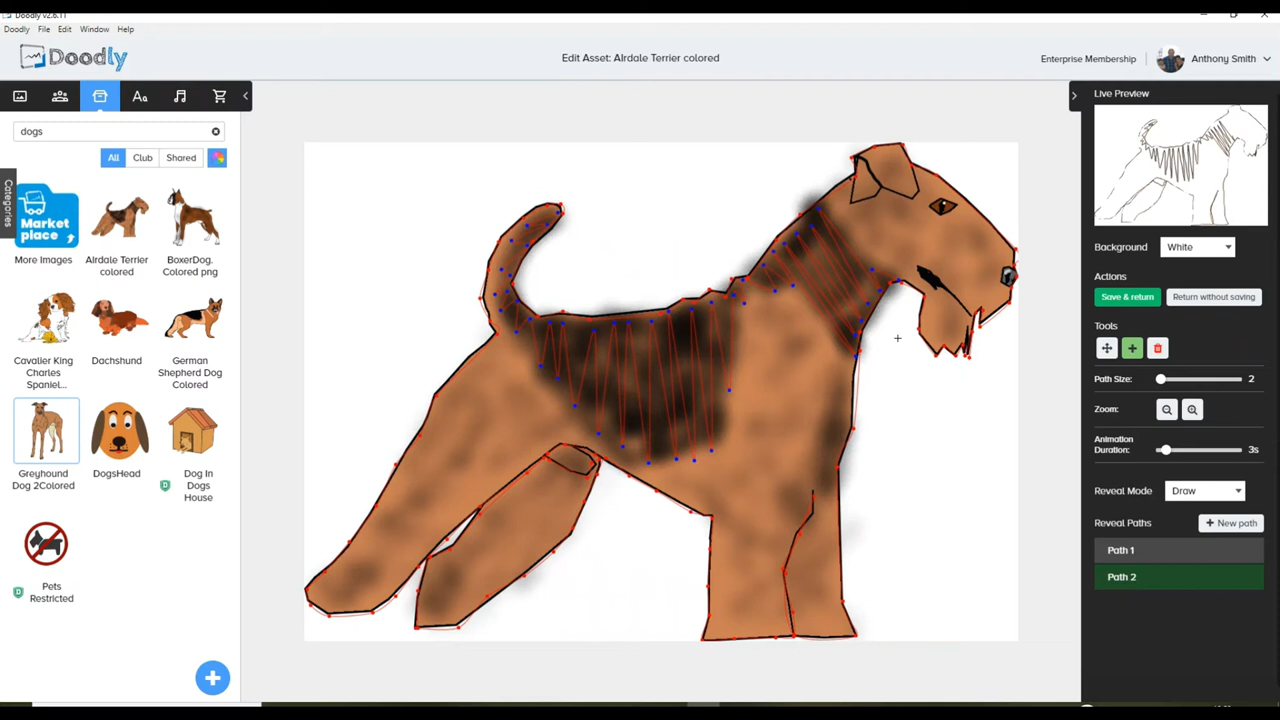 Doodly v2.6.11
Doodly File Edit Window Help
Doodly
Edit Asset: AIrdale Terrier colored
Enterprise Membership
Anthony Smith
dogs
All Club Shared
Categories
Market
place
More Images
Airdale Terrier
colored
BoxerDog.
Colored png
Cavalier King
Charles
Spaniel...
Dachshund
German
Shepherd Dog
Colored
Greyhound
Dog 2Colored
DogsHead
Dog In
Dogs
House
Pets
Restricted
Live Preview
Background White
Actions
Save & return Return without saving
Tools
Path Size: 2
Zoom:
Animation
Duration: 3s
Reveal Mode Draw
Reveal Paths + New path
Path 1
Path 2